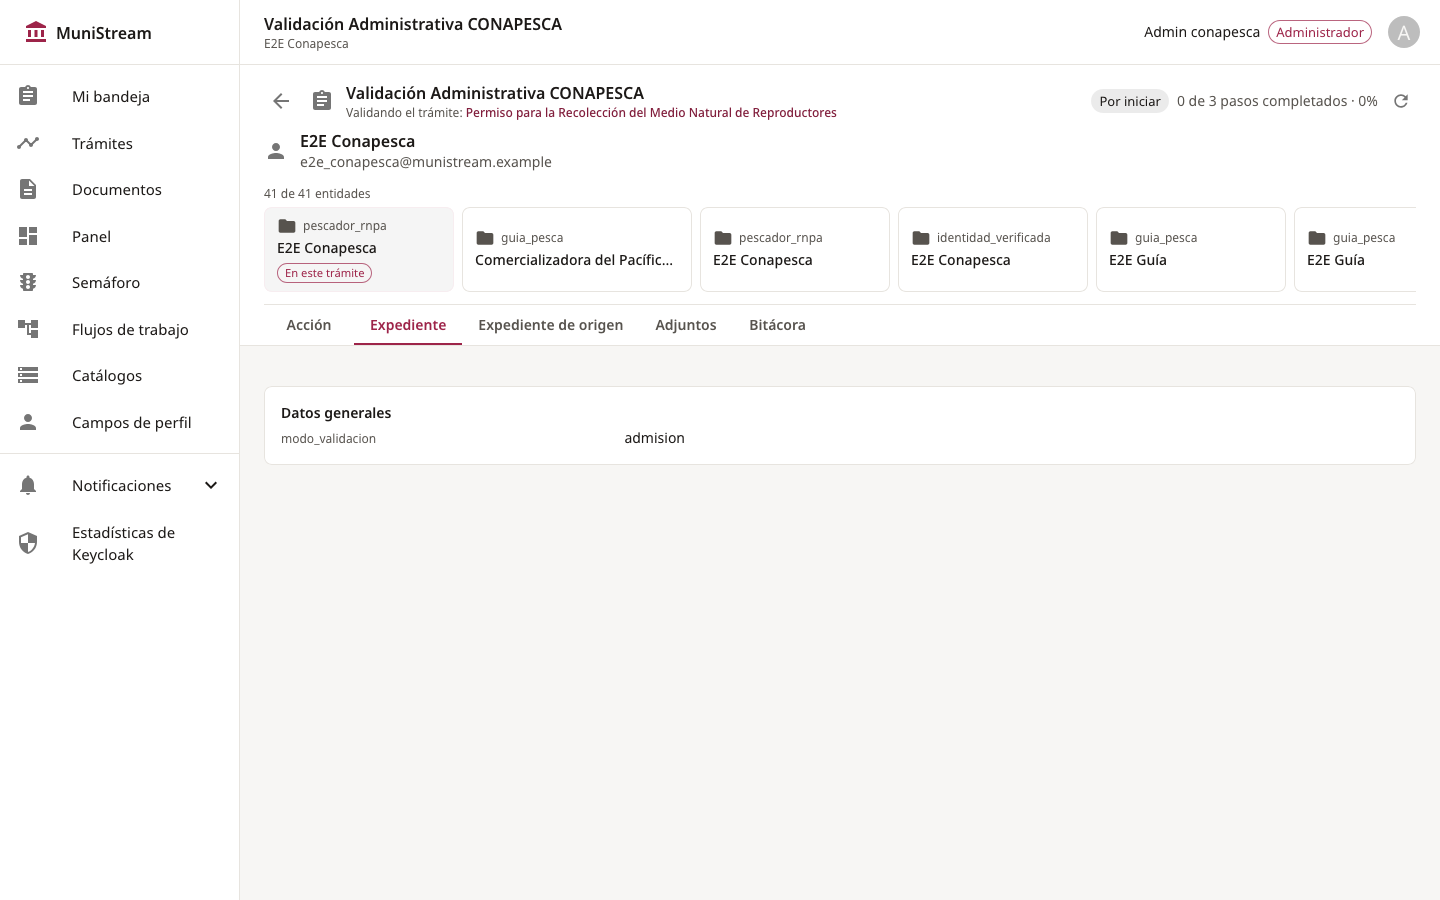 MuniStream
Validación Administrativa CONAPESCA
E2E Conapesca
Admin conapesca
Administrador
A
Mi bandeja
Trámites
Documentos
Panel
Semáforo
Flujos de trabajo
Catálogos
Campos de perfil
Notificaciones
Estadísticas de
Keycloak
Validación Administrativa CONAPESCA
Validando el trámite: Permiso para la Recolección del Medio Natural de Reproductores
Por iniciar
0 de 3 pasos completados · 0%
E2E Conapesca
e2e_conapesca@munistream.example
41 de 41 entidades
pescador_rnpa
E2E Conapesca
En este trámite
guia_pesca
Comercializadora del Pacífic...
pescador_rnpa
E2E Conapesca
identidad_verificada
E2E Conapesca
guia_pesca
E2E Guía
guia_pesca
E2E Guía
Acción
Expediente
Expediente de origen
Adjuntos
Bitácora
Datos generales
modo_validacion
admision